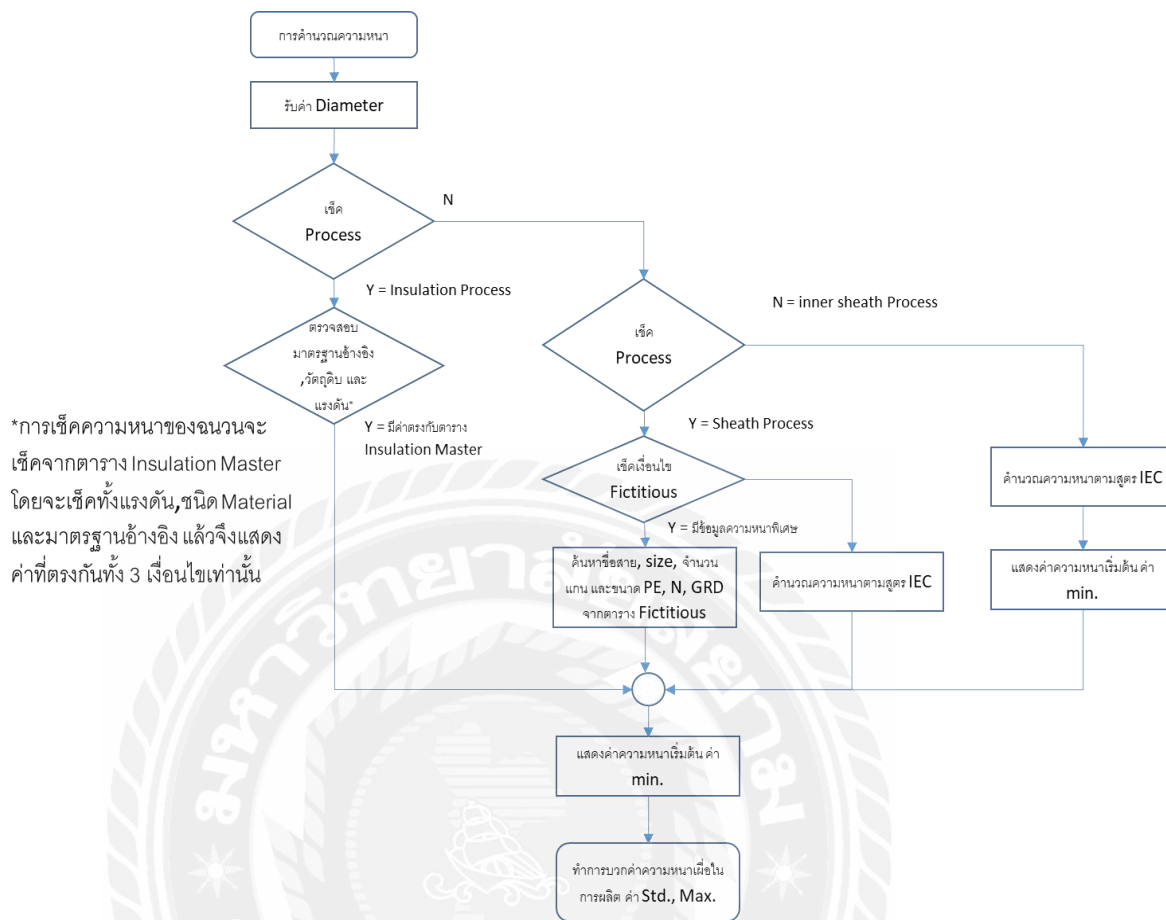 การคำนวณความหนา
รับค่า Diameter
เช็ค
Process
N
Y = Insulation Process
ตรวจสอบ
มาตรฐานอ้างอิง
,วัตถุดิบ และ
แรงดัน*
Y = มีค่าตรงกับตาราง
Insulation Master
*การเช็คความหนาของฉนวนจะ
เช็คจากตาราง Insulation Master
โดยจะเช็คทั้งแรงดัน,ชนิด Material
และมาตรฐานอ้างอิง แล้วจึงแสดง
ค่าที่ตรงกันทั้ง 3 เงื่อนไขเท่านั้น
เช็ค
Process
N = inner sheath Process
Y = Sheath Process
เช็คเงื่อนไข
Fictitious
Y = มีข้อมูลความหนาพิเศษ
ค้นหาชื่อสาย, size, จำนวน
แกน และขนาด PE, N, GRD
จากตาราง Fictitious
คำนวณความหนาตามสูตร IEC
คำนวณความหนาตามสูตร IEC
แสดงค่าความหนาเริ่มต้น ค่า
min.
แสดงค่าความหนาเริ่มต้น ค่า
min.
ทำการบวกค่าความหนาเผื่อใน
การผลิต ค่า Std., Max.
มหาวิทยาลัยสยาม